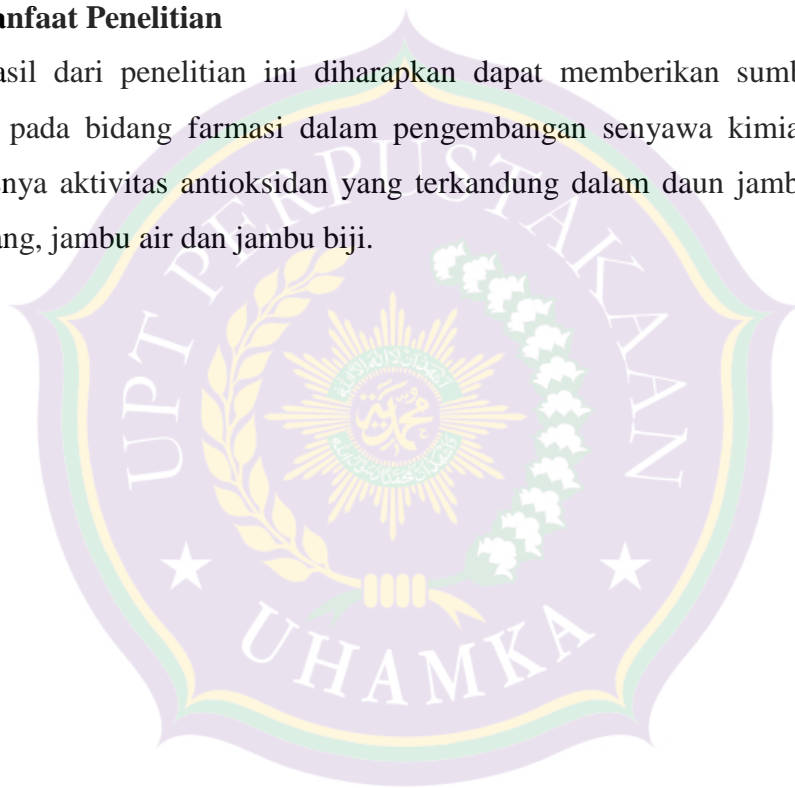 anfaat Penelitian
asil dari penelitian ini diharapkan dapat memberikan sumb
pada bidang farmasi dalam pengembangan senyawa kimia
nya aktivitas antioksidan yang terkandung dalam daun jamb
ang, jambu air dan jambu biji.
UPT PERPUSTAKAAN
UHAMKA